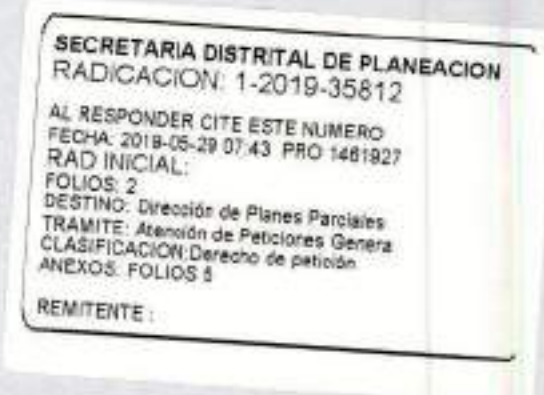 SECRETARIA DISTRITAL DE PLANEACION
RADICACION: 1-2019-35812
AL RESPONDER CITE ESTE NUMERO
FECHA: 2019-05-29 07:43 PRO 1461927
RAD INICIAL:
FOLIOS: 2
DESTINO: Dirección de Planes Parciales
TRAMITE: Atención de Peticiones Genera
CLASIFICACION:Derecho de petición
ANEXOS: FOLIOS 5
REMITENTE :